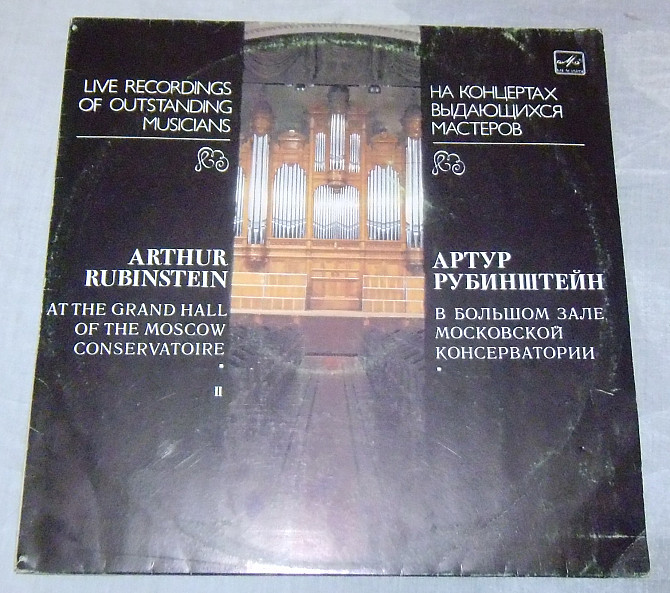 LIVE RECORDINGS
OF OUTSTANDING
MUSICIANS
НА КОНЦЕРТАХ
ВЫДАЮЩИХСЯ
МАСТЕРОВ
ARTHUR
RUBINSTEIN
AT THE GRAND HALL
OF THE MOSCOW
CONSERVATOIRE
II
АРТУР
РУБИНШТЕЙН
В БОЛЬШОМ ЗАЛЕ
МОСКОВСКОЙ
КОНСЕРВАТОРИИ